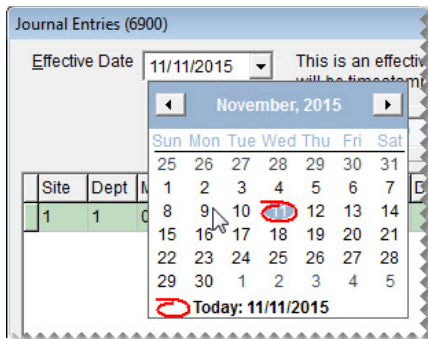 Journal Entries (6900)
Effective Date 11/11/2015 This is an effectiv
will be timestamp
November, 2015
Sun Mon Tue Wed Thu Fri Sat
25 26 27 28 29 30 31
Site Dept 1 2 3 4 5 6 7
1 1 8 9 10 11 12 13 14
15 16 17 18 19 20 21
22 23 24 25 26 27 28
29 30 1 2 3 4 5
Today: 11/11/2015